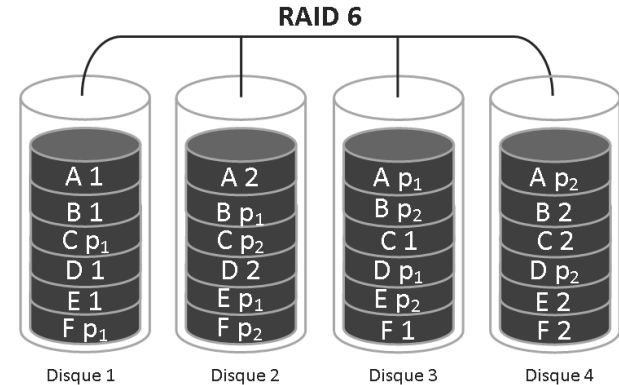 RAID 6
A 1 A 2 A p₁ A p₂
B 1 B p₁ B p₂ B 2
C p₁ C p₂ C 1 C 2
D 1 D 2 D p₁ D p₂
E 1 E p₁ E p₂ E 2
F p₁ F p₂ F 1 F 2
Disque 1 Disque 2 Disque 3 Disque 4